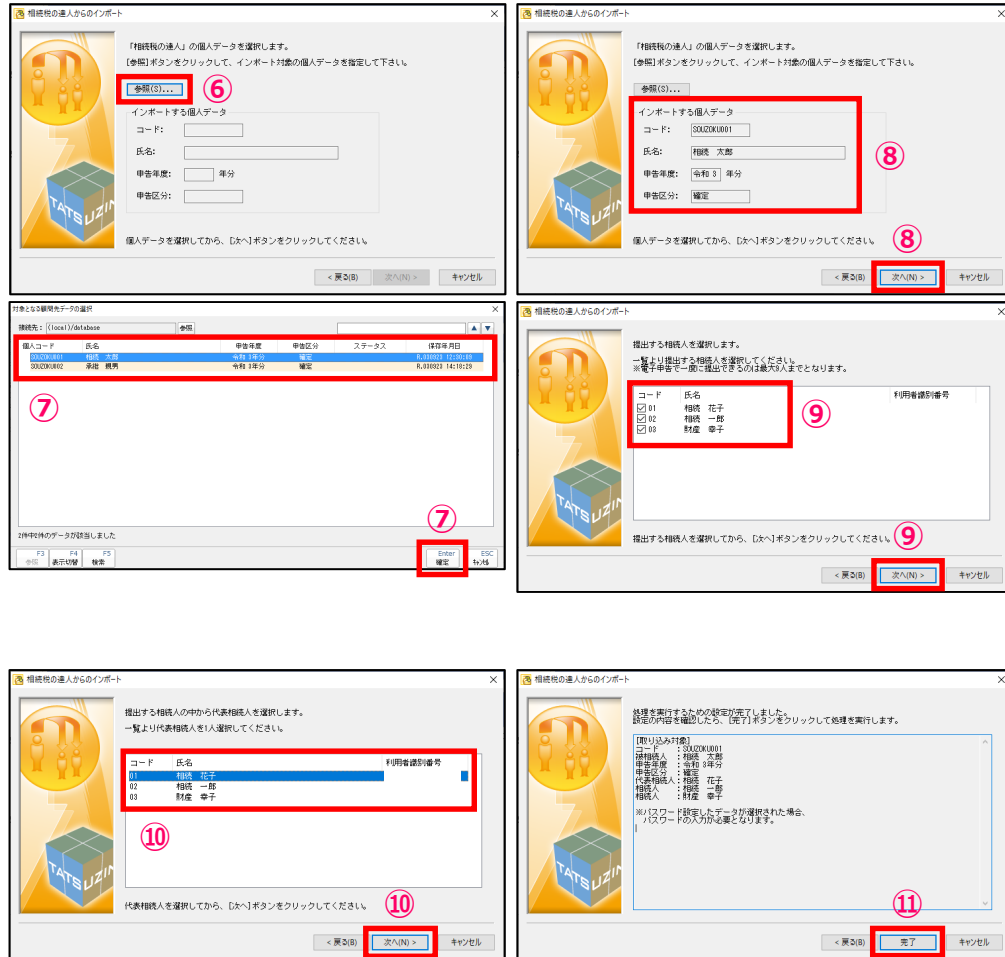 相続税の達人からのインポート
「相続税の達人」の個人データを選択します。
[参照]ボタンをクリックして、インポート対象の個人データを指定して下さい。
参照(S)...
⑥
インポートする個人データ
コード:
氏名:
申告年度: 年分
申告区分:
個人データを選択してから、[次へ]ボタンをクリックしてください。
< 戻る(B) 次へ(N) > キャンセル
TATSUZIN
相続税の達人からのインポート
「相続税の達人」の個人データを選択します。
[参照]ボタンをクリックして、インポート対象の個人データを指定して下さい。
参照(S)...
インポートする個人データ
コード: SOUZOKU001
氏名: 相続 太郎
⑧
申告年度: 令和 3 年分
申告区分: 確定
個人データを選択してから、[次へ]ボタンをクリックしてください。
⑧
< 戻る(B) 次へ(N) > キャンセル
TATSUZIN
対象となる顧問先データの選択
接続先: (local)/database 参照
個人コード 氏名 申告年度 申告区分 ステータス 保存年月日
SOUZOKU001 相続 太郎 令和 3年分 確定 R.030923 12:30:09
SOUZOKU002 承継 親男 令和 3年分 確定 R.030923 14:18:29
⑦
⑦
2件中2件のデータが該当しました
F3 参照 F4 表示切替 F5 検索 Enter 確定 ESC ｷｬﾝｾﾙ
相続税の達人からのインポート
提出する相続人を選択します。
一覧より提出する相続人を選択してください。
※電子申告で一度に提出できるのは最大9人までとなります。
コード 氏名 利用者識別番号
01 相続 花子
02 相続 一郎
03 財産 幸子
⑨
提出する相続人を選択してから、[次へ]ボタンをクリックしてください。
⑨
< 戻る(B) 次へ(N) > キャンセル
TATSUZIN
相続税の達人からのインポート
提出する相続人の中から代表相続人を選択します。
一覧より代表相続人を1人選択してください。
コード 氏名 利用者識別番号
01 相続 花子
02 相続 一郎
03 財産 幸子
⑩
代表相続人を選択してから、[次へ]ボタンをクリックしてください。
⑩
< 戻る(B) 次へ(N) > キャンセル
TATSUZIN
相続税の達人からのインポート
処理を実行するための設定が完了しました。
設定の内容を確認したら、[完了]ボタンをクリックして処理を実行します。
[取り込み対象]
コード :SOUZOKU001
被相続人 :相続 太郎
申告年度 :令和 3年分
申告区分 :確定
代表相続人:相続 花子
相続人 :相続 一郎
相続人 :財産 幸子
※パスワード設定したデータが選択された場合、
パスワードの入力が必要となります。
⑪
< 戻る(B) 完了 キャンセル
TATSUZIN